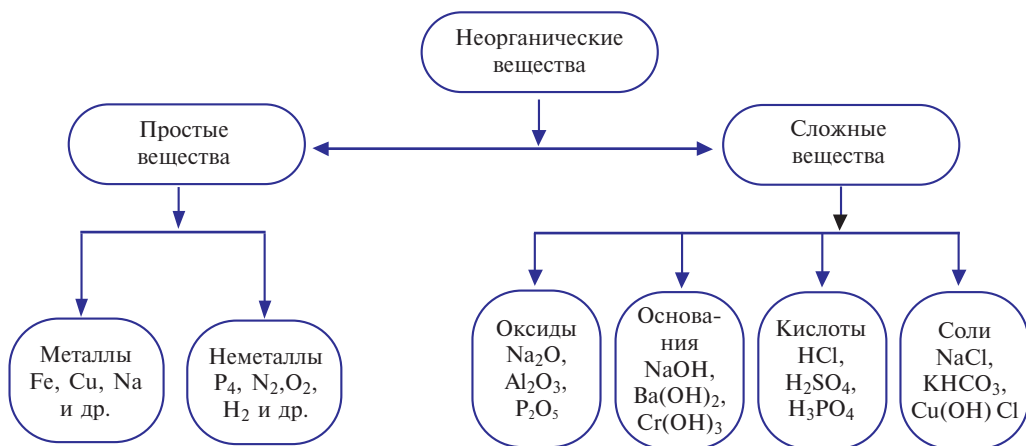 Неорганические
вещества
Простые
вещества
Сложные
вещества
Металлы
Fe, Cu, Na
и др.
Неметаллы
P₄, N₂,O₂,
H₂ и др.
Оксиды
Na₂O,
Al₂O₃,
P₂O₅
Основа-
ния
NaOH,
Ba(OH)₂,
Cr(OH)₃
Кислоты
HCl,
H₂SO₄,
H₃PO₄
Соли
NaCl,
KHCO₃,
Cu(OH) Cl